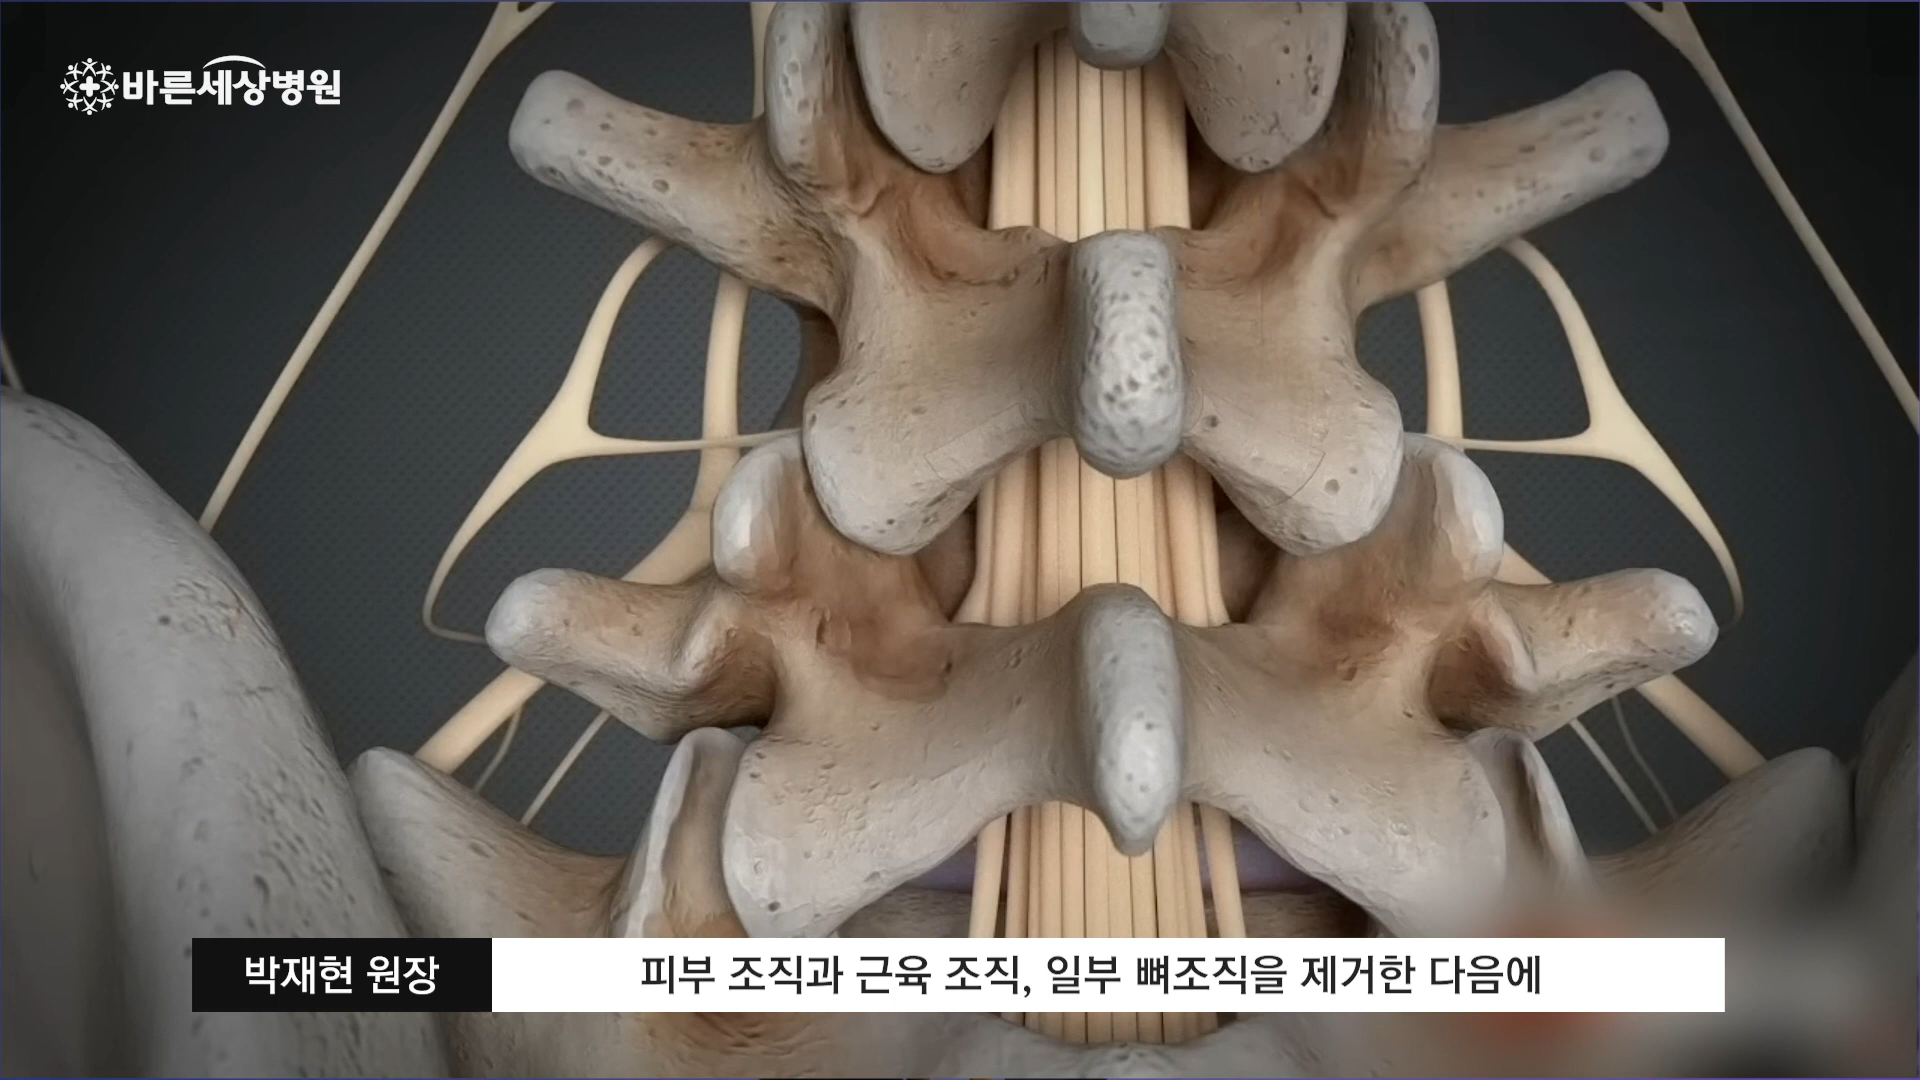 바른세상병원
박재현 원장
피부 조직과 근육 조직, 일부 뼈조직을 제거한 다음에